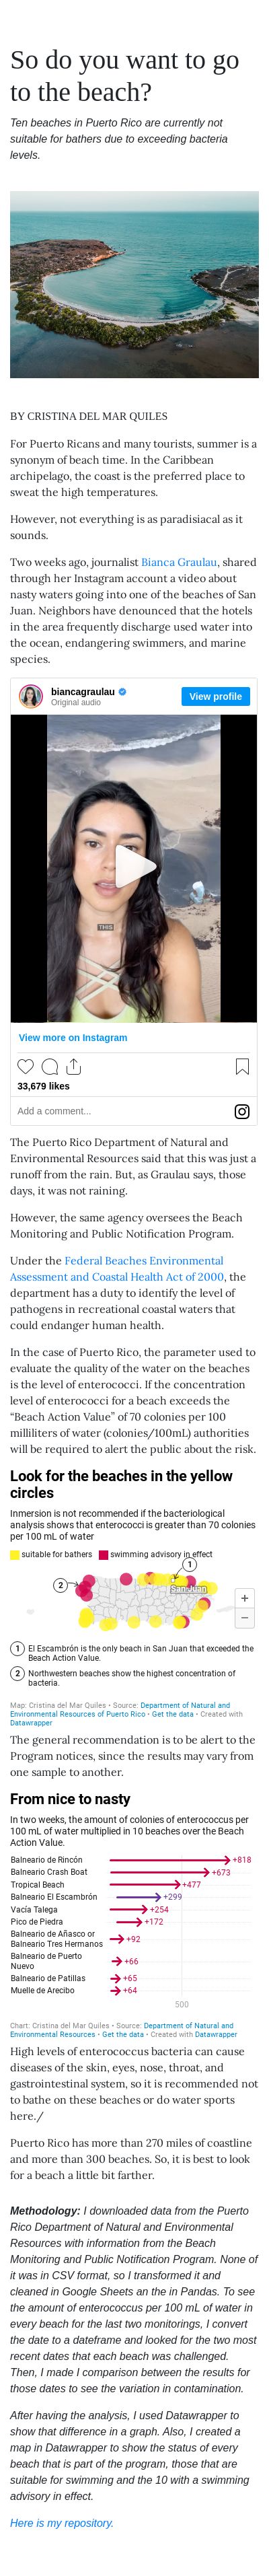 So do you want to go
to the beach?
Ten beaches in Puerto Rico are currently not
suitable for bathers due to exceeding bacteria
levels.
BY CRISTINA DEL MAR QUILES
For Puerto Ricans and many tourists, summer is a
synonym of beach time. In the Caribbean
archipelago, the coast is the preferred place to
sweat the high temperatures.
However, not everything is as paradisiacal as it
sounds.
Two weeks ago, journalist Bianca Graulau, shared
through her Instagram account a video about
nasty waters going into one of the beaches of San
Juan. Neighbors have denounced that the hotels
in the area frequently discharge used water into
the ocean, endangering swimmers, and marine
species.
biancagraulau
Original audio
View profile
THIS
View more on Instagram
33,679 likes
Add a comment...
The Puerto Rico Department of Natural and
Environmental Resources said that this was just a
runoff from the rain. But, as Graulau says, those
days, it was not raining.
However, the same agency oversees the Beach
Monitoring and Public Notification Program.
Under the Federal Beaches Environmental
Assessment and Coastal Health Act of 2000, the
department has a duty to identify the level of
pathogens in recreational coastal waters that
could endanger human health.
In the case of Puerto Rico, the parameter used to
evaluate the quality of the water on the beaches
is the level of enterococci. If the concentration
level of enterococci for a beach exceeds the
“Beach Action Value” of 70 colonies per 100
milliliters of water (colonies/100mL) authorities
will be required to alert the public about the risk.
Look for the beaches in the yellow
circles
Inmersion is not recommended if the bacteriological
analysis shows that enterococci is greater than 70 colonies
per 100 mL of water
suitable for bathers swimming advisory in effect
1
2
San Juan
+
−
1 El Escambrón is the only beach in San Juan that exceeded the
Beach Action Value.
2 Northwestern beaches show the highest concentration of
bacteria.
Map: Cristina del Mar Quiles • Source: Department of Natural and
Environmental Resources of Puerto Rico • Get the data • Created with
Datawrapper
The general recommendation is to be alert to the
Program notices, since the results may vary from
one sample to another.
From nice to nasty
In two weeks, the amount of colonies of enterococcus per
100 mL of water multiplied in 10 beaches over the Beach
Action Value.
Balneario de Rincón +818
Balneario Crash Boat +673
Tropical Beach +477
Balneario El Escambrón +299
Vacía Talega +254
Pico de Piedra +172
Balneario de Añasco or
Balneario Tres Hermanos +92
Balneario de Puerto
Nuevo +66
Balneario de Patillas +65
Muelle de Arecibo +64
500
Chart: Cristina del Mar Quiles • Source: Department of Natural and
Environmental Resources • Get the data • Created with Datawrapper
High levels of enterococcus bacteria can cause
diseases of the skin, eyes, nose, throat, and
gastrointestinal system, so it is recommended not
to bathe on these beaches or do water sports
here./
Puerto Rico has more than 270 miles of coastline
and more than 300 beaches. So, it is best to look
for a beach a little bit farther.
Methodology: I downloaded data from the Puerto
Rico Department of Natural and Environmental
Resources with information from the Beach
Monitoring and Public Notification Program. None of
it was in CSV format, so I transformed it and
cleaned in Google Sheets an the in Pandas. To see
the amount of enterococcus per 100 mL of water in
every beach for the last two monitorings, I convert
the date to a dateframe and looked for the two most
recent dates that each beach was challenged.
Then, I made I comparison between the results for
those dates to see the variation in contamination.
After having the analysis, I used Datawrapper to
show that difference in a graph. Also, I created a
map in Datawrapper to show the status of every
beach that is part of the program, those that are
suitable for swimming and the 10 with a swimming
advisory in effect.
Here is my repository.